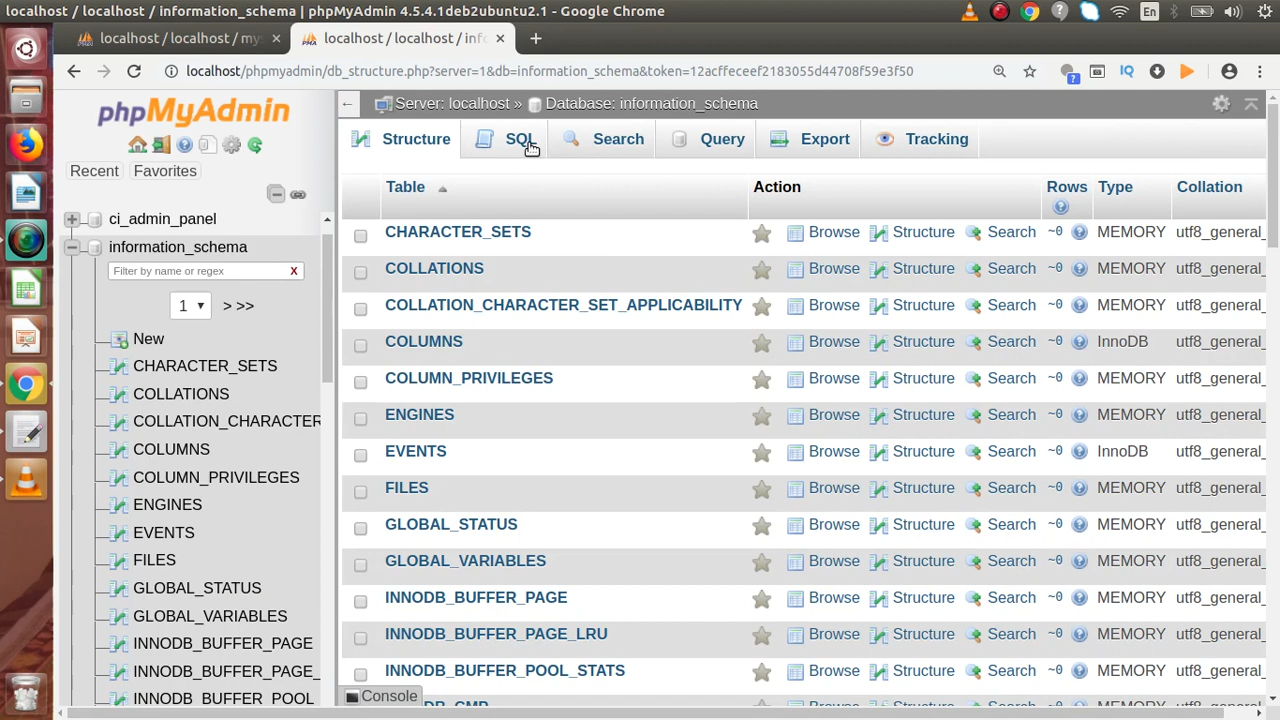 localhost / localhost / information_schema | phpMyAdmin 4.5.4.1deb2ubuntu2.1 - Google Chrome
En
localhost / localhost / mys
localhost / localhost / info
localhost/phpmyadmin/db_structure.php?server=1&db=information_schema&token=12acffeceef2183055d44708f59e3f50
phpMyAdmin
Recent
Favorites
ci_admin_panel
information_schema
Filter by name or regex
X
1
> >>
New
CHARACTER_SETS
COLLATIONS
COLLATION_CHARACTER
COLUMNS
COLUMN_PRIVILEGES
ENGINES
EVENTS
FILES
GLOBAL_STATUS
GLOBAL_VARIABLES
INNODB_BUFFER_PAGE
INNODB_BUFFER_PAGE_
INNODB_BUFFER_POOL
Server: localhost » Database: information_schema
Structure SQL Search Query Export Tracking
Table Action Rows Type Collation
CHARACTER_SETS Browse Structure Search ~0 MEMORY utf8_general_
COLLATIONS Browse Structure Search ~0 MEMORY utf8_general_
COLLATION_CHARACTER_SET_APPLICABILITY Browse Structure Search ~0 MEMORY utf8_general_
COLUMNS Browse Structure Search ~0 InnoDB utf8_general_
COLUMN_PRIVILEGES Browse Structure Search ~0 MEMORY utf8_general_
ENGINES Browse Structure Search ~0 MEMORY utf8_general_
EVENTS Browse Structure Search ~0 InnoDB utf8_general_
FILES Browse Structure Search ~0 MEMORY utf8_general_
GLOBAL_STATUS Browse Structure Search ~0 MEMORY utf8_general_
GLOBAL_VARIABLES Browse Structure Search ~0 MEMORY utf8_general_
INNODB_BUFFER_PAGE Browse Structure Search ~0 MEMORY utf8_general_
INNODB_BUFFER_PAGE_LRU Browse Structure Search ~0 MEMORY utf8_general_
INNODB_BUFFER_POOL_STATS Browse Structure Search ~0 MEMORY utf8_general_
Console